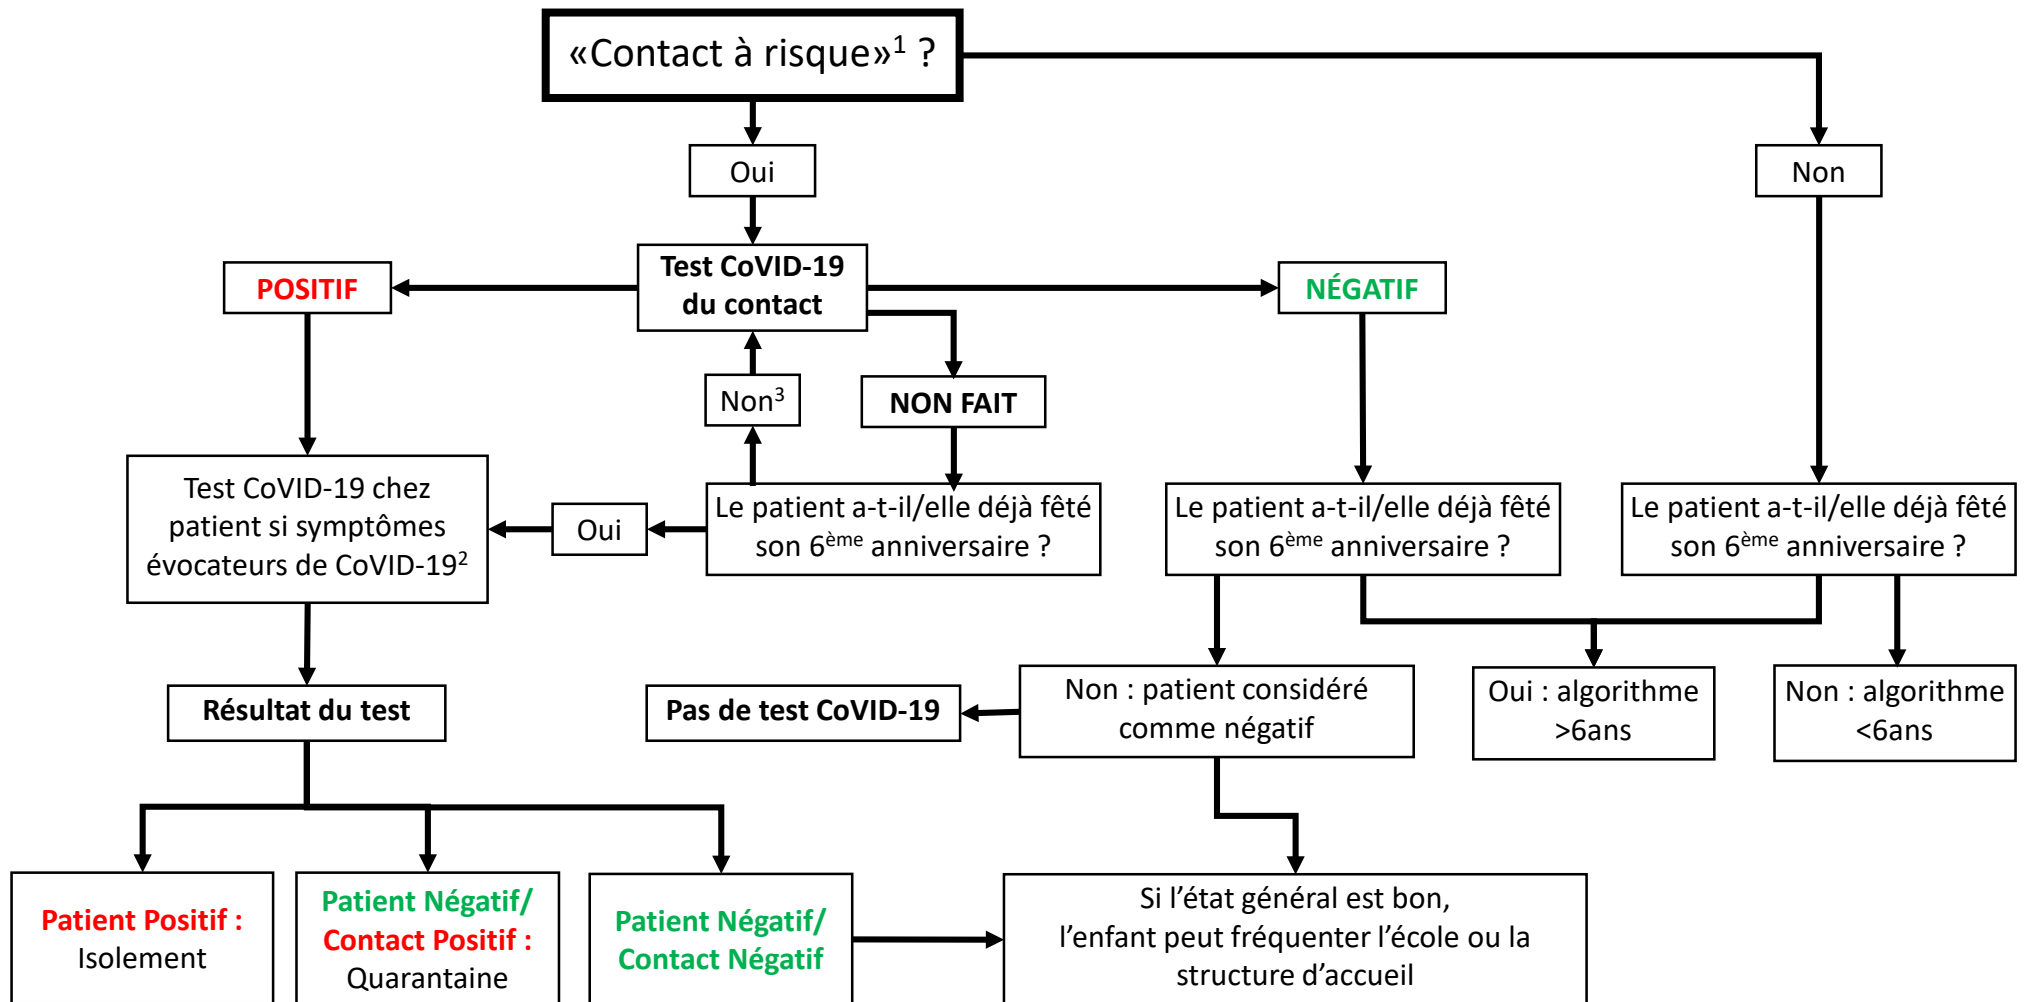 «Contact à risque»¹ ?
Oui
Non
Test CoVID-19
du contact
POSITIF
NÉGATIF
Non³
NON FAIT
Test CoVID-19 chez
patient si symptômes
évocateurs de CoVID-19²
Oui
Le patient a-t-il/elle déjà fêté
son 6ème anniversaire ?
Le patient a-t-il/elle déjà fêté
son 6ème anniversaire ?
Le patient a-t-il/elle déjà fêté
son 6ème anniversaire ?
Résultat du test
Pas de test CoVID-19
Non : patient considéré
comme négatif
Oui : algorithme
>6ans
Non : algorithme
<6ans
Patient Positif :
Isolement
Patient Négatif/
Contact Positif :
Quarantaine
Patient Négatif/
Contact Négatif
Si l’état général est bon,
l’enfant peut fréquenter l’école ou la
structure d’accueil